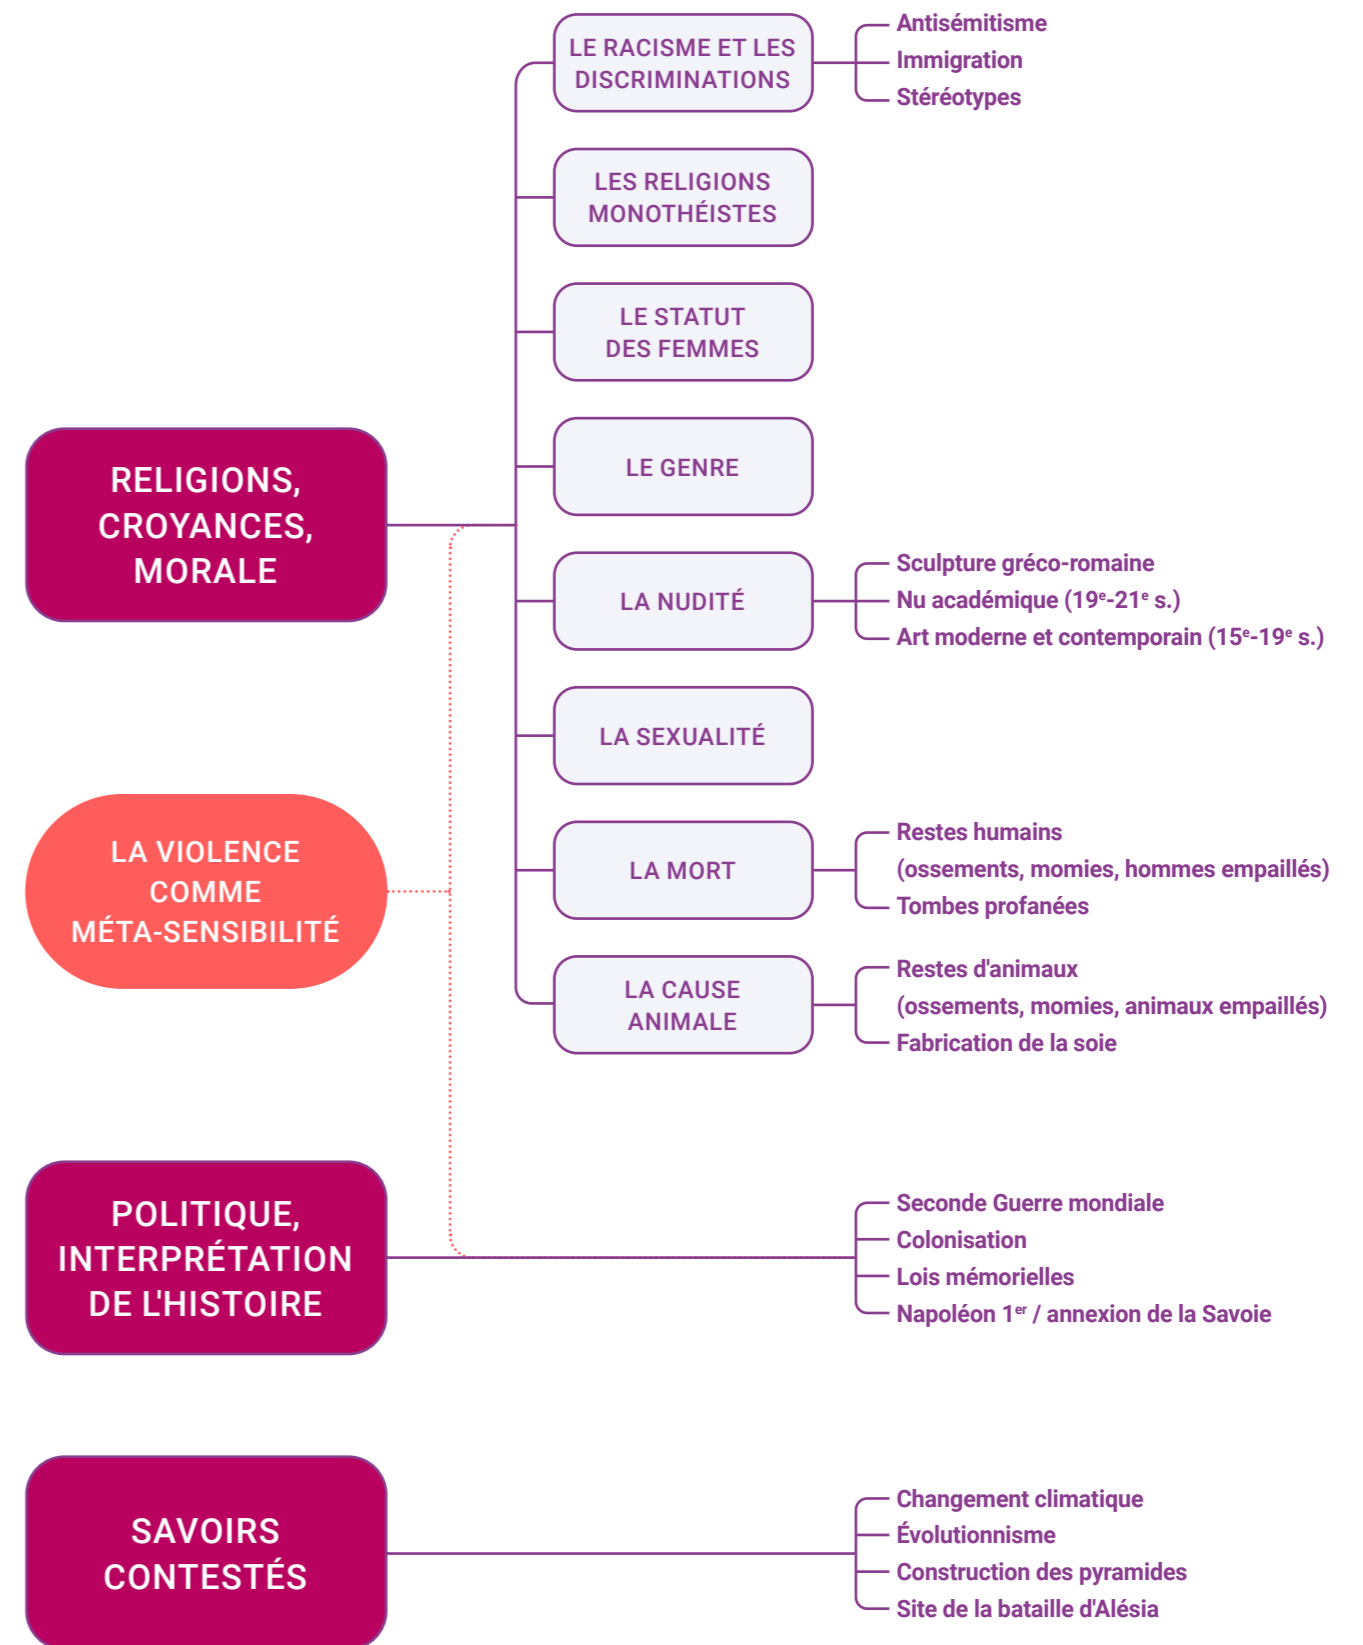 LE RACISME ET LES
DISCRIMINATIONS
Antisémitisme
Immigration
Stéréotypes
LES RELIGIONS
MONOTHÉISTES
LE STATUT
DES FEMMES
LE GENRE
RELIGIONS,
CROYANCES,
MORALE
LA NUDITÉ
Sculpture gréco-romaine
Nu académique (19e-21e s.)
Art moderne et contemporain (15e-19e s.)
LA SEXUALITÉ
LA VIOLENCE
COMME
MÉTA-SENSIBILITÉ
LA MORT
Restes humains
(ossements, momies, hommes empaillés)
Tombes profanées
LA CAUSE
ANIMALE
Restes d'animaux
(ossements, momies, animaux empaillés)
Fabrication de la soie
POLITIQUE,
INTERPRÉTATION
DE L'HISTOIRE
Seconde Guerre mondiale
Colonisation
Lois mémorielles
Napoléon 1er / annexion de la Savoie
SAVOIRS
CONTESTÉS
Changement climatique
Évolutionnisme
Construction des pyramides
Site de la bataille d'Alésia